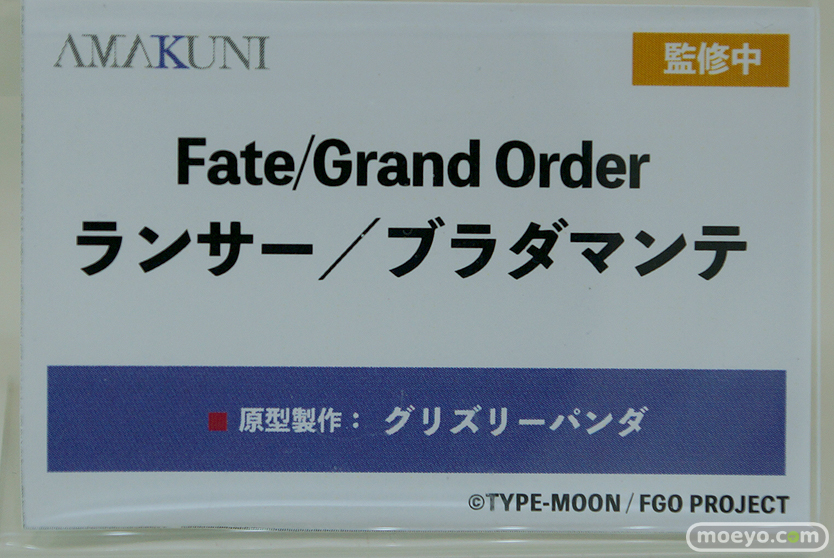 AMAKUNI
監修中
Fate/Grand Order
ランサー／ブラダマンテ
■ 原型製作： グリズリーパンダ
©TYPE-MOON / FGO PROJECT
moeyo.com